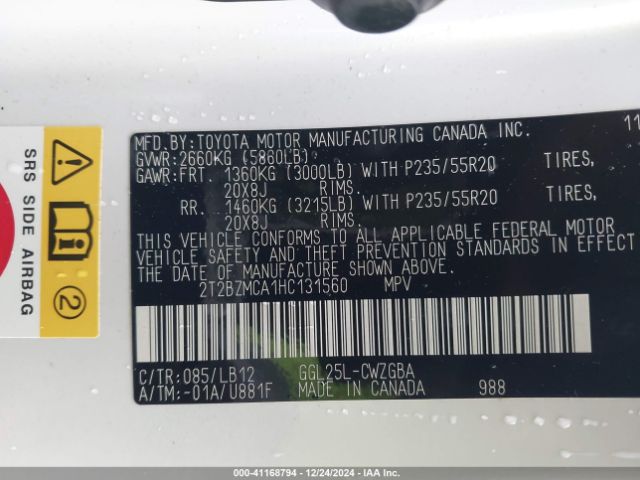 MFD.BY:TOYOTA MOTOR MANUFACTURING CANADA INC. 11
GVWR:2660KG (5860LB)
GAWR:FRT. 1360KG (3000LB) WITH P235/55R20 TIRES,
20X8J RIMS.
RR. 1460KG (3215LB) WITH P235/55R20 TIRES,
20X8J RIMS.
THIS VEHICLE CONFORMS TO ALL APPLICABLE FEDERAL MOTOR
VEHICLE SAFETY AND THEFT PREVENTION STANDARDS IN EFFECT
ON THE DATE OF MANUFACTURE SHOWN ABOVE.
2T2BZMCA1HC131560 MPV
C/TR:085/LB12 GGL25L-CWZGBA
A/TM:-01A/U881F MADE IN CANADA 988
SRS SIDE AIRBAG
2
000-41168794 • 12/24/2024 • IAA Inc.